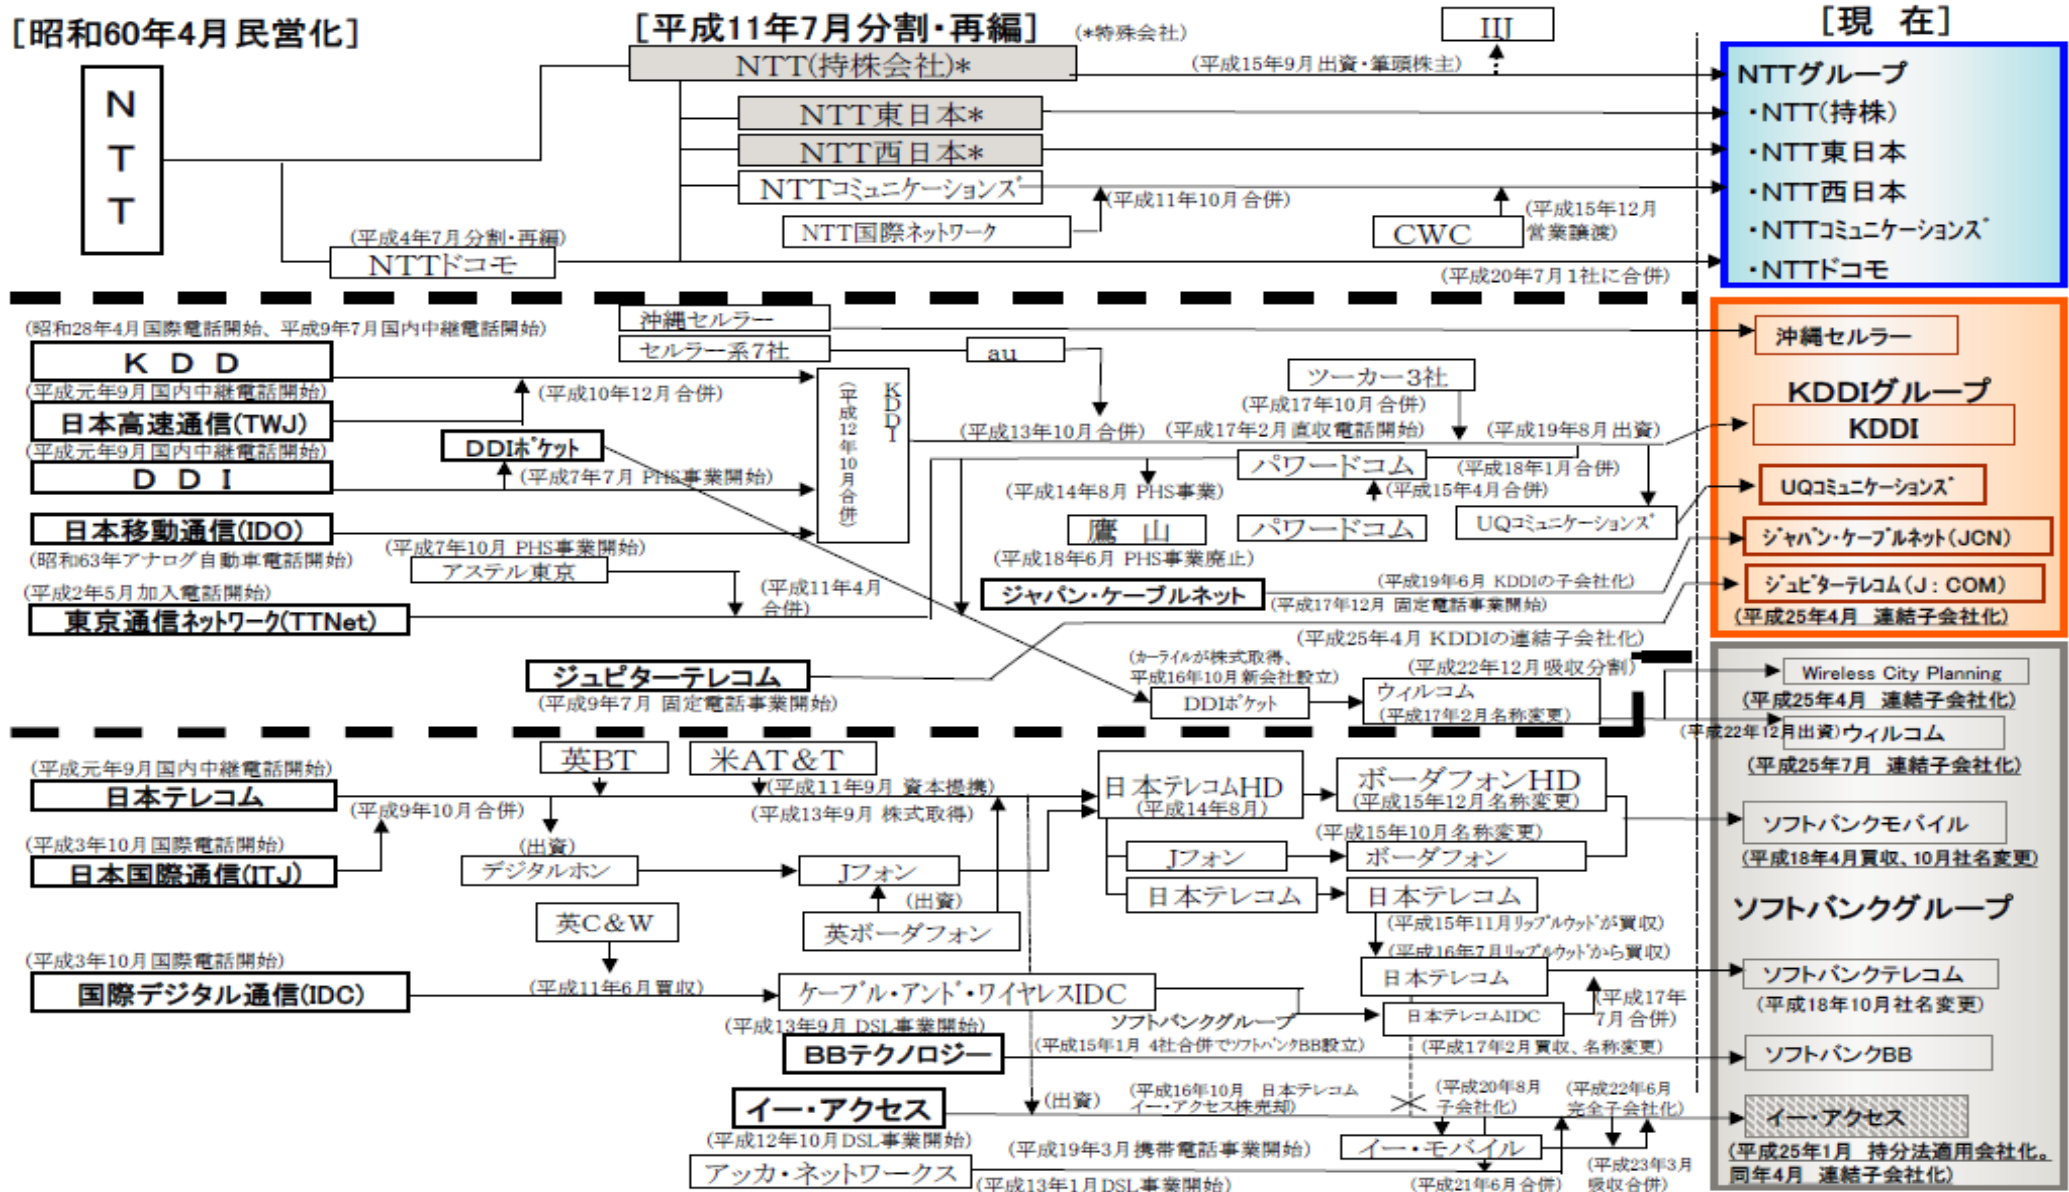 [昭和60年4月民営化]
[平成11年7月分割・再編]
(*特殊会社)
IIJ
[現 在]
NTT
NTT(持株会社)*
(平成15年9月出資・筆頭株主)
NTT東日本*
NTT西日本*
NTTコミュニケーションズ
(平成11年10月合併)
NTT国際ネットワーク
CWC
(平成15年12月
営業譲渡)
(平成4年7月分割・再編)
NTTドコモ
(平成20年7月1社に合併)
NTTグループ
・NTT(持株)
・NTT東日本
・NTT西日本
・NTTコミュニケーションズ
・NTTドコモ
(昭和28年4月国際電話開始、平成9年7月国内中継電話開始)
KDD
(平成元年9月国内中継電話開始)
日本高速通信(TWJ)
(平成元年9月国内中継電話開始)
DDI
日本移動通信(IDO)
(昭和63年アナログ自動車電話開始)
(平成2年5月加入電話開始)
東京通信ネットワーク(TTNet)
沖縄セルラー
セルラー系7社
au
(平成10年12月合併)
DDIポケット
(平成7年7月 PHS事業開始)
(平成7年10月 PHS事業開始)
アステル東京
(平成11年4月
合併)
KDDI
(平成12年10月合併)
ツーカー3社
(平成17年10月合併)
(平成13年10月合併)
(平成17年2月直収電話開始)
(平成19年8月出資)
パワードコム
(平成18年1月合併)
(平成14年8月 PHS事業)
(平成15年4月合併)
鷹山
パワードコム
UQコミュニケーションズ
(平成18年6月 PHS事業廃止)
ジャパン・ケーブルネット
(平成19年6月 KDDIの子会社化)
(平成17年12月 固定電話事業開始)
(平成25年4月 KDDIの連結子会社化)
ジュピターテレコム
(平成9年7月 固定電話事業開始)
(カーライルが株式取得、
平成16年10月新会社設立)
DDIポケット
(平成22年12月吸収分割)
ウィルコム
(平成17年2月名称変更)
沖縄セルラー
KDDIグループ
KDDI
UQコミュニケーションズ
ジャパン・ケーブルネット(JCN)
ジュピターテレコム(J:COM)
(平成25年4月 連結子会社化)
Wireless City Planning
(平成25年4月 連結子会社化)
(平成22年12月出資)
ウィルコム
(平成25年7月 連結子会社化)
(平成元年9月国内中継電話開始)
日本テレコム
(平成9年10月合併)
(平成3年10月国際電話開始)
日本国際通信(ITJ)
英BT
米AT&T
(平成11年9月 資本提携)
(平成13年9月 株式取得)
(出資)
デジタルホン
Jフォン
(出資)
英ボーダフォン
英C&W
(平成3年10月国際電話開始)
国際デジタル通信(IDC)
(平成11年6月買収)
日本テレコムHD
(平成14年8月)
ボーダフォンHD
(平成15年12月名称変更)
(平成15年10月名称変更)
Jフォン
ボーダフォン
日本テレコム
日本テレコム
(平成15年11月リップルウッドが買収)
(平成16年7月リップルウッドから買収)
日本テレコム
ケーブル・アンド・ワイヤレスIDC
日本テレコムIDC
(平成17年
7月合併)
(平成17年2月買収、名称変更)
(平成13年9月 DSL事業開始)
BBテクノロジー
ソフトバンクグループ
(平成15年1月 4社合併でソフトバンクBB設立)
イー・アクセス
(出資)
(平成16年10月 日本テレコム
イー・アクセス株売却)
(平成20年8月
子会社化)
(平成22年6月
完全子会社化)
(平成12年10月DSL事業開始)
(平成19年3月携帯電話事業開始)
イー・モバイル
アッカ・ネットワークス
(平成13年1月DSL事業開始)
(平成21年6月合併)
(平成23年3月
吸収合併)
ソフトバンクモバイル
(平成18年4月買収、10月社名変更)
ソフトバンクグループ
ソフトバンクテレコム
(平成18年10月社名変更)
ソフトバンクBB
イー・アクセス
(平成25年1月 持分法適用会社化。
同年4月 連結子会社化)